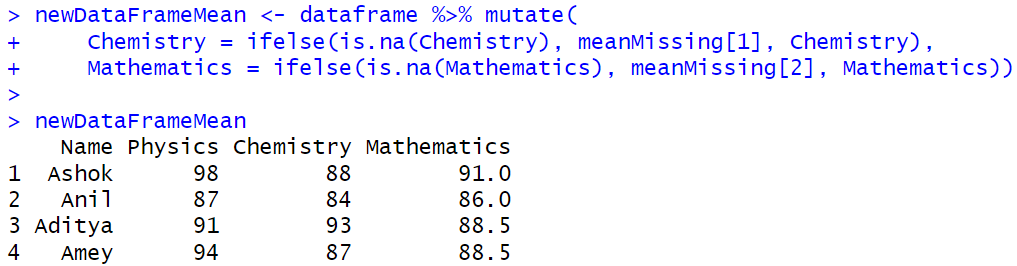 > newDataFrameMean <- dataframe %>% mutate(
+     Chemistry = ifelse(is.na(Chemistry), meanMissing[1], Chemistry),
+     Mathematics = ifelse(is.na(Mathematics), meanMissing[2], Mathematics))
>
> newDataFrameMean
    Name Physics Chemistry Mathematics
1  Ashok      98        88        91.0
2   Anil      87        84        86.0
3 Aditya      91        93        88.5
4   Amey      94        87        88.5